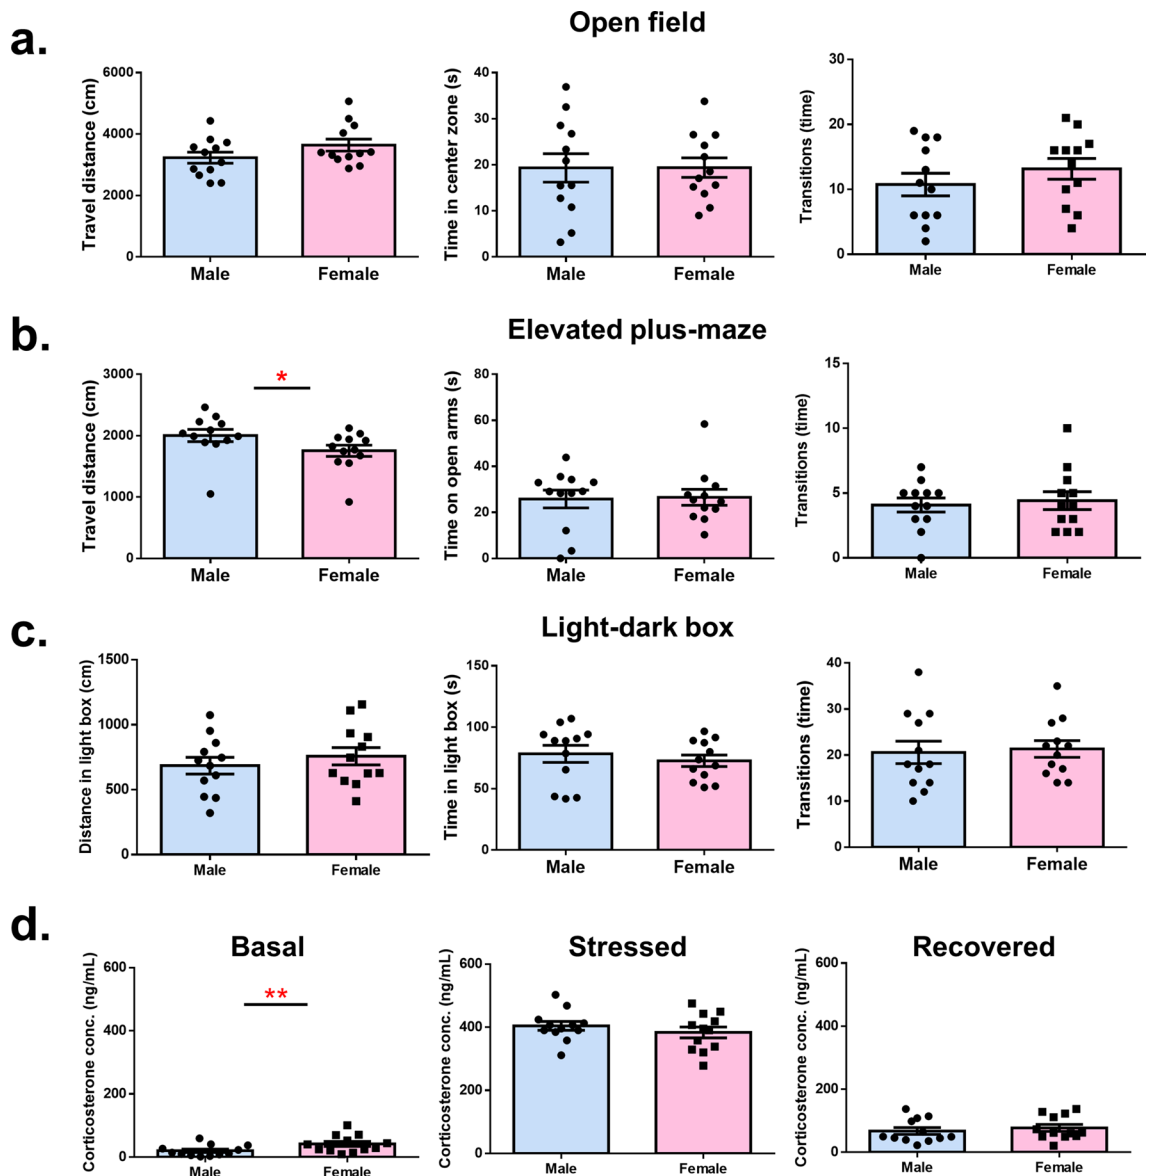 a.
Open field
Travel distance (cm)
6000
4000
2000
0
Male
Female
Time in center zone (s)
40
30
20
10
0
Male
Female
Transitions (time)
30
20
10
0
Male
Female
b.
Elevated plus-maze
Travel distance (cm)
3000
2000
1000
0
*
Male
Female
Time on open arms (s)
80
60
40
20
0
Male
Female
Transitions (time)
15
10
5
0
Male
Female
c.
Light-dark box
Distance in light box (cm)
1500
1000
500
0
Male
Female
Time in light box (s)
150
100
50
0
Male
Female
Transitions (time)
40
30
20
10
0
Male
Female
d.
Basal
Corticosterone conc. (ng/mL)
600
400
200
0
**
Male
Female
Stressed
Corticosterone conc. (ng/mL)
600
400
200
0
Male
Female
Recovered
Corticosterone conc. (ng/mL)
600
400
200
0
Male
Female